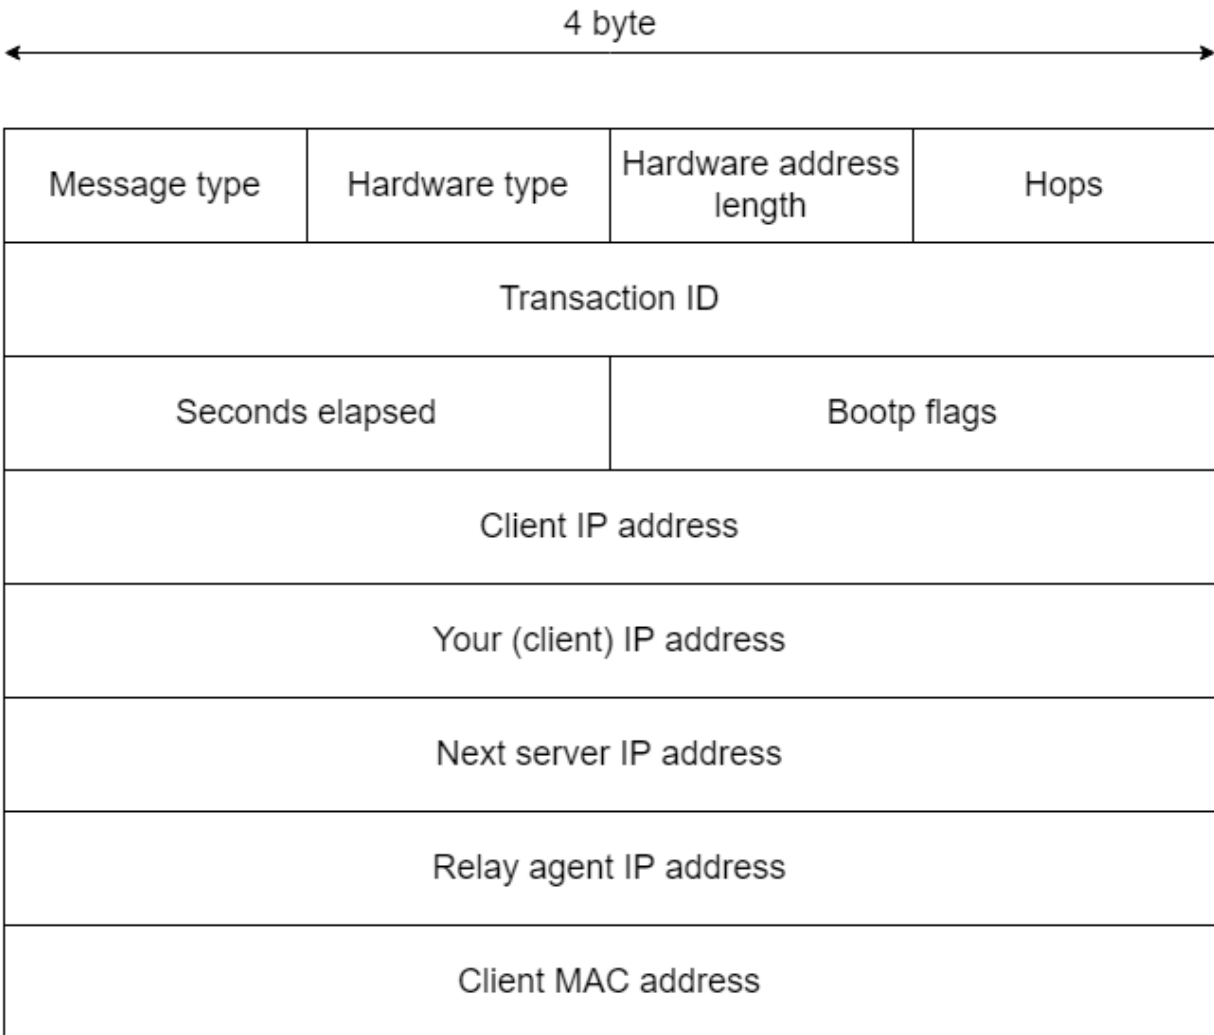 4 byte
Message type
Hardware type
Hardware address
length
Hops
Transaction ID
Seconds elapsed
Bootp flags
Client IP address
Your (client) IP address
Next server IP address
Relay agent IP address
Client MAC address